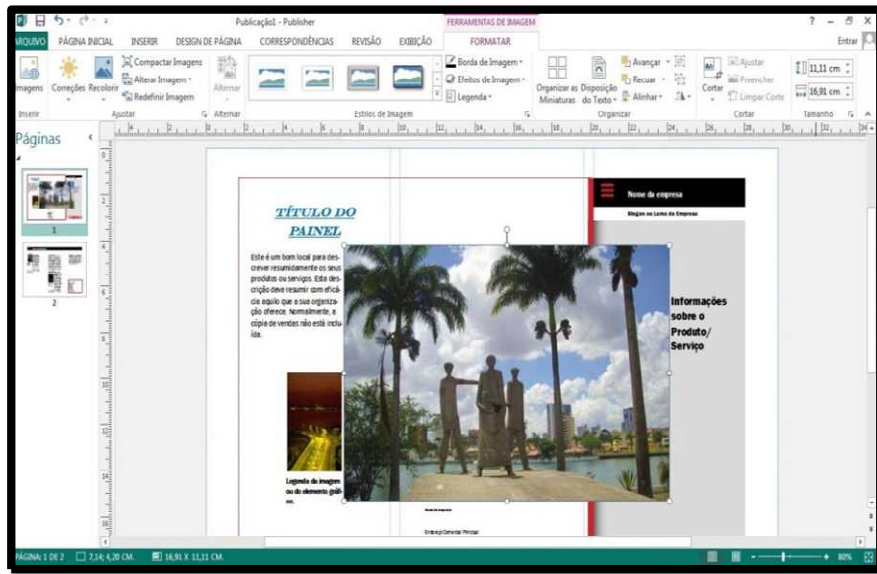 Publicação1 - Publisher
FERRAMENTAS DE IMAGEM
ARQUIVO PÁGINA INICIAL INSERIR DESIGN DE PÁGINA CORRESPONDÊNCIAS REVISÃO EXIBIÇÃO FORMATAR Entrar
Compactar Imagens
Alterar Imagem
Redefinir Imagem
Imagens Correções Recolorir
Alternar
Borda de Imagem
Efeitos de Imagem
Legenda
Organizar as Miniaturas
Disposição do Texto
Avançar
Recuar
Alinhar
Cortar
Ajustar
Preencher
Limpar Corte
11,11 cm
16,91 cm
Inserir Ajustar Alternar Estilos de Imagem Organizar Cortar Tamanho
Páginas
1
2
TÍTULO DO
PAINEL
Este é um bom local para des-
crever resumidamente os seus
produtos ou serviços. Esta des-
crição deve resumir com eficá-
cia aquilo que a sua organiza-
ção oferece. Normalmente, a
cópia de vendas não está inclu-
ída.
Legenda da imagem
ou do elemento gráfi-
co.
Nome da empresa
Slogan ou Lema da Empresa
Informações
sobre o
Produto/
Serviço
Endereço Comercial Principal
PÁGINA: 1 DE 2 7,14; 4,20 CM. 16,91 X 11,11 CM. 80%